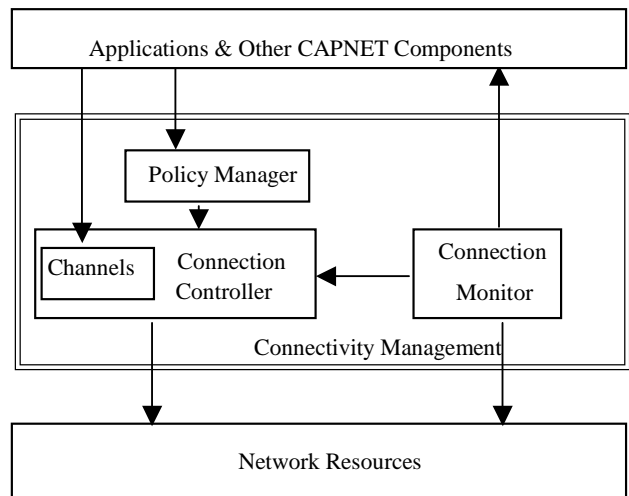 Applications & Other CAPNET Components
Policy Manager
Channels
Connection
Controller
Connection
Monitor
Connectivity Management
Network Resources